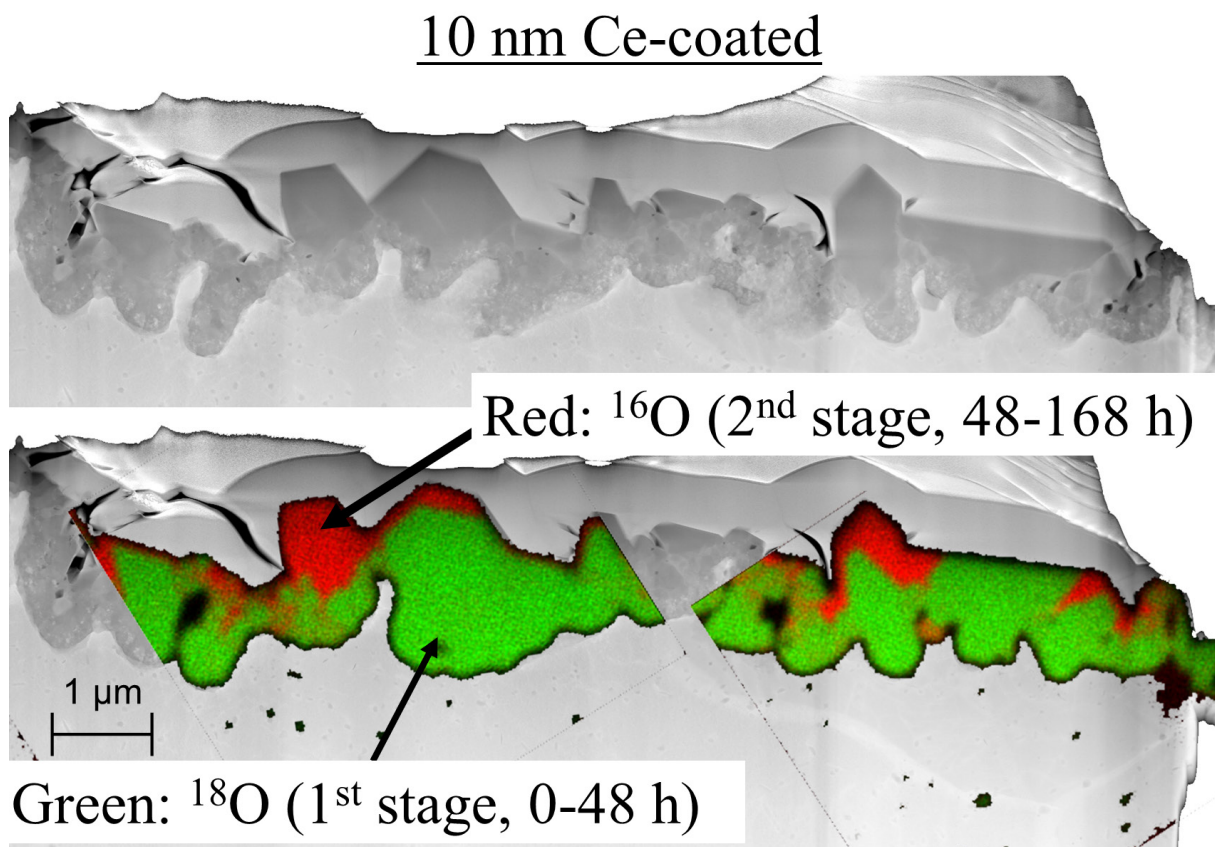 10 nm Ce-coated
Red: ¹⁶O (2ⁿᵈ stage, 48-168 h)
1 µm
Green: ¹⁸O (1ˢᵗ stage, 0-48 h)